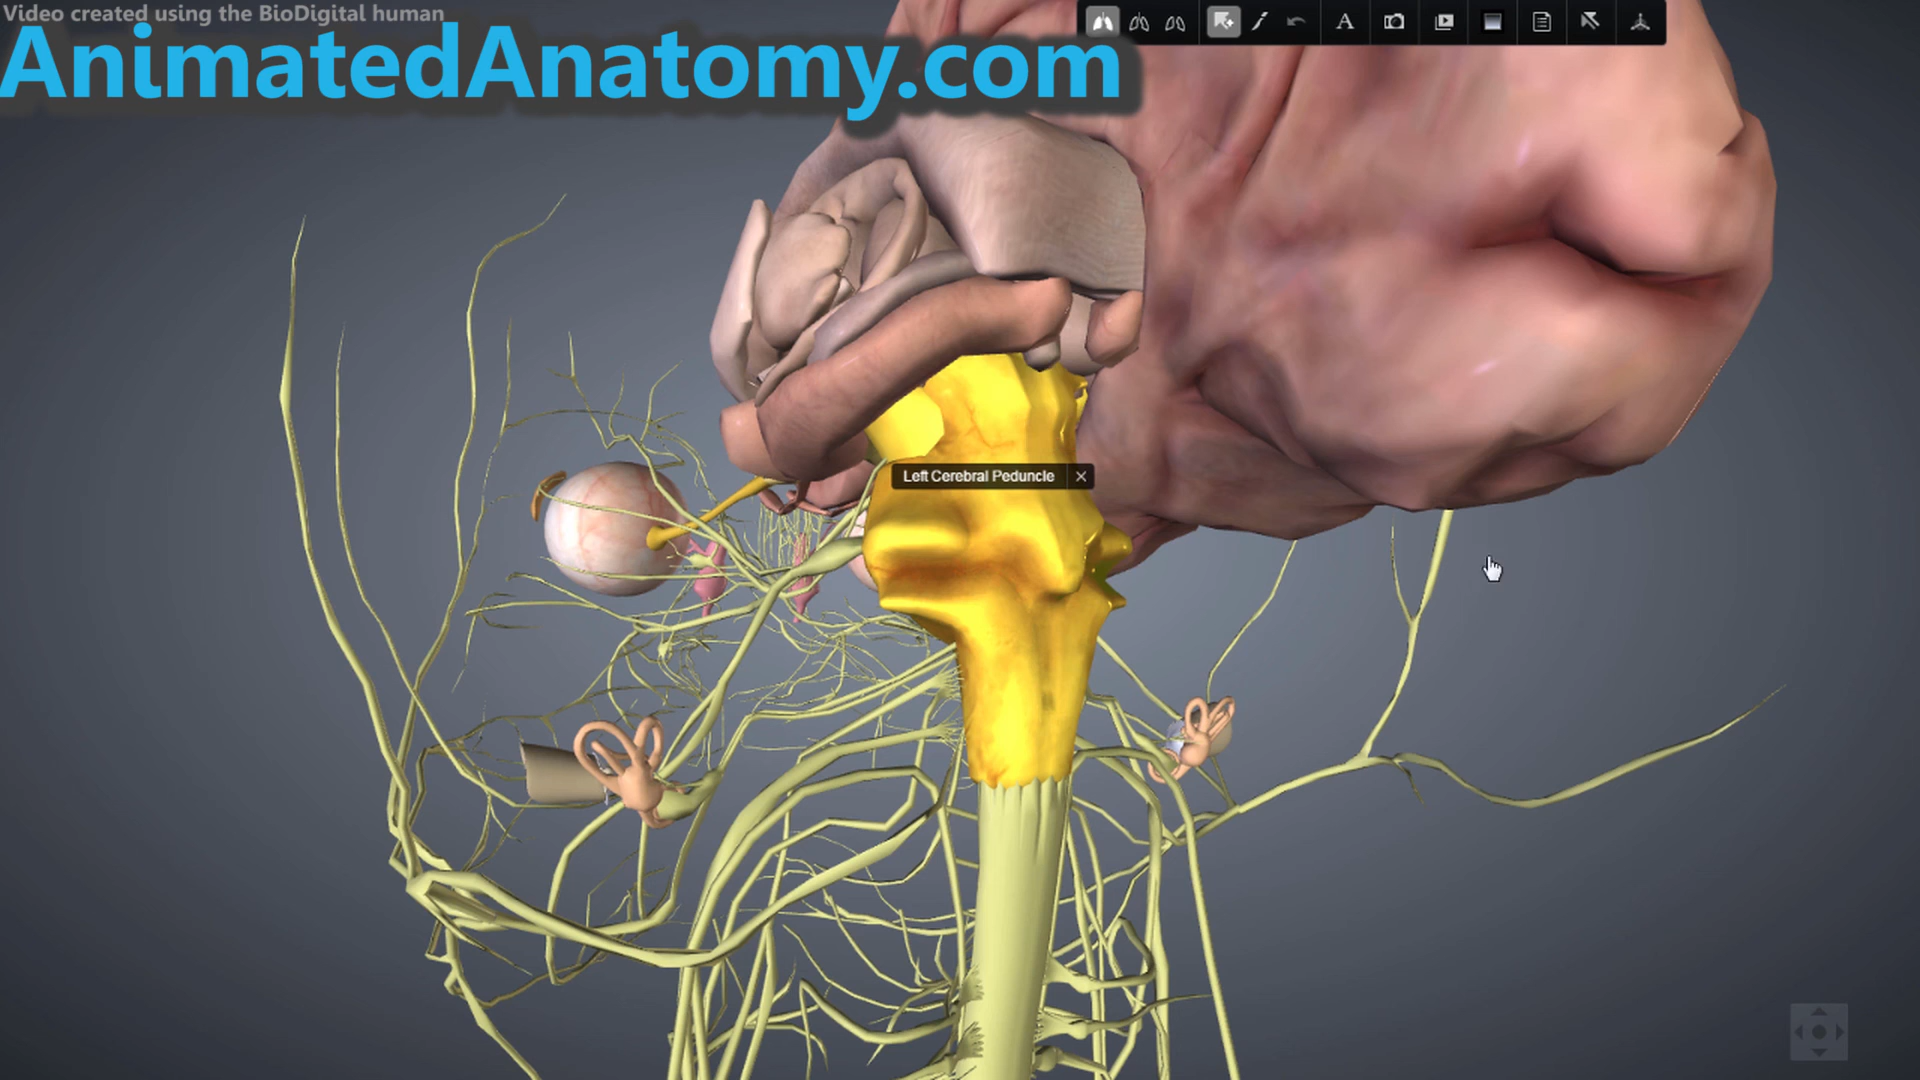 Video created using the BioDigital human
AnimatedAnatomy.com
A
Left Cerebral Peduncle